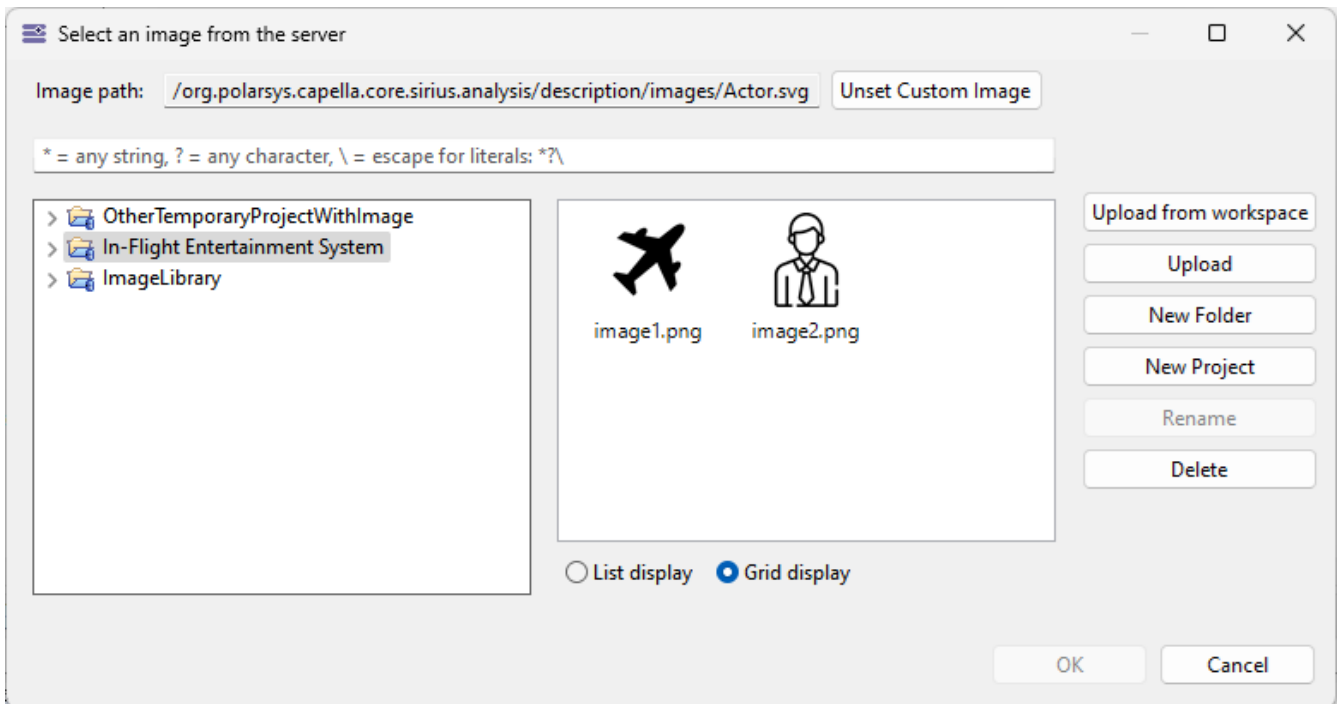 Select an image from the server
Image path: /org.polarsys.capella.core.sirius.analysis/description/images/Actor.svg Unset Custom Image
* = any string, ? = any character, \ = escape for literals: *?\
OtherTemporaryProjectWithImage
In-Flight Entertainment System
ImageLibrary
image1.png image2.png
List display Grid display
Upload from workspace
Upload
New Folder
New Project
Rename
Delete
OK Cancel